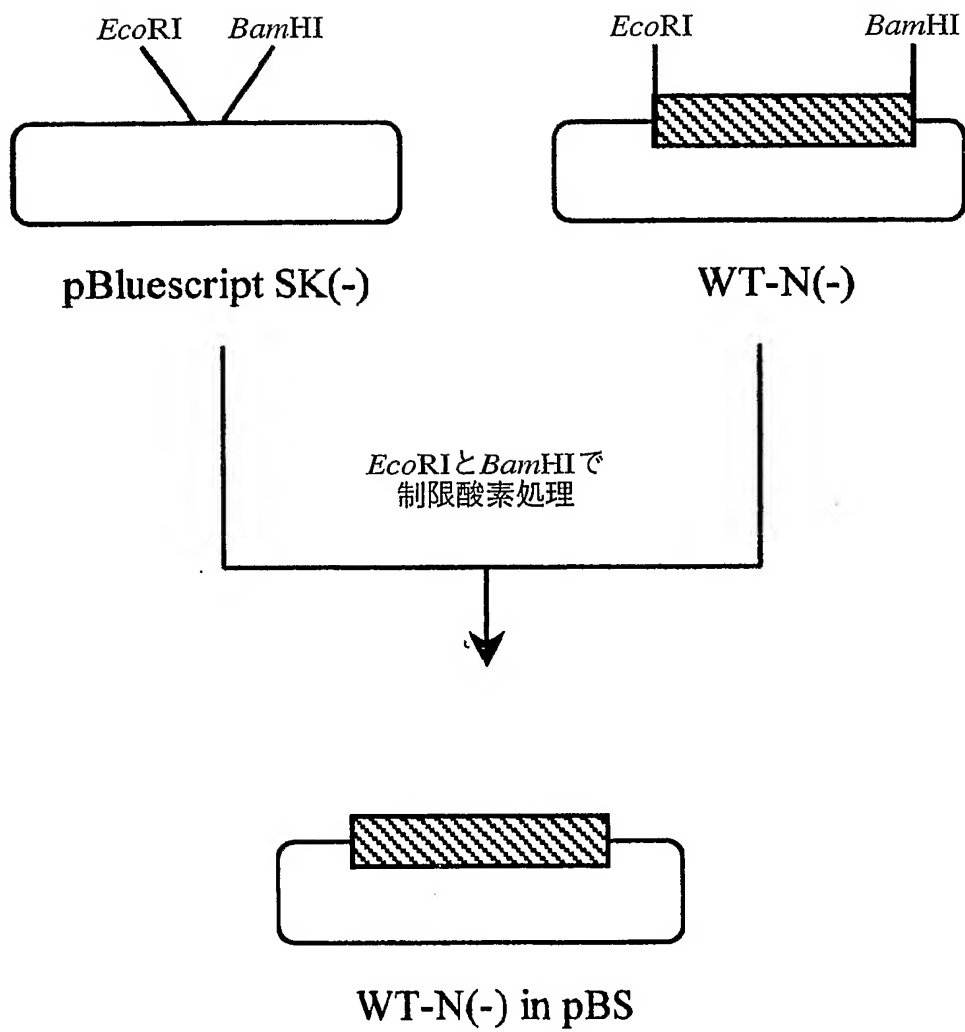 EcoRI BamHI
EcoRI BamHI
pBluescript SK(-)
WT-N(-)
EcoRIとBamHIで
制限酸素処理
WT-N(-) in pBS